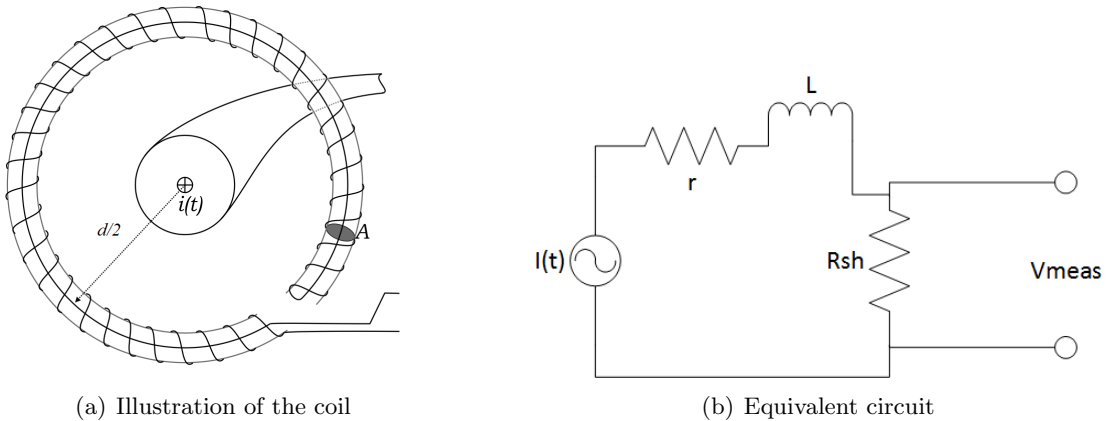 i(t)
d/2
A
(a) Illustration of the coil
L
r
I(t)
Rsh
Vmeas
(b) Equivalent circuit